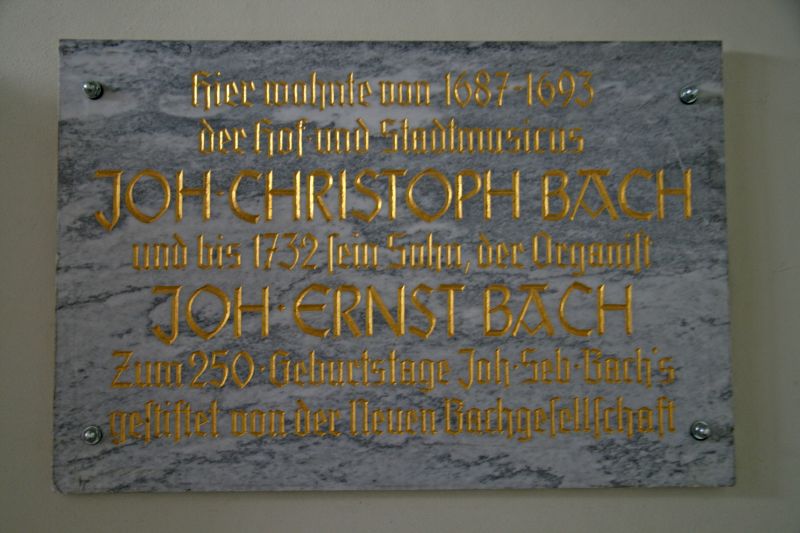 Hier wohnte von 1687-1693
der Hof und Stadtmusicus
JOH·CHRISTOPH BACH
und bis 1732 ſein Sohn, der Organiſt
JOH·ERNST BACH
Zum 250·Geburtstage Joh·Seb·Bach's
geſtiftet von der Neuen Bachgeſellſchaft